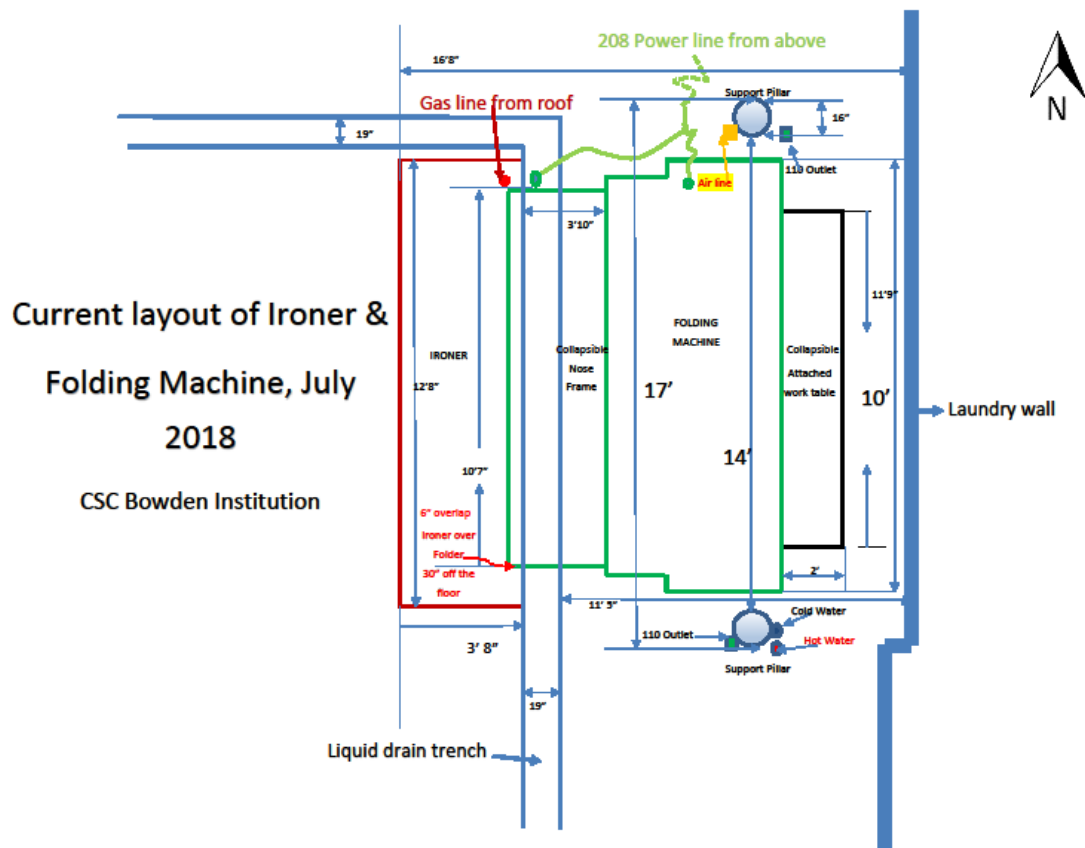 208 Power line from above
16'8"
N
Support Pillar
Gas line from roof
16"
19"
110 Outlet
Air line
3'10"
11'9"
Current layout of Ironer &
Folding Machine, July
2018
CSC Bowden Institution
IRONER
12'8"
Collapsible
Nose
Frame
FOLDING
MACHINE
Collapsible
Attached
work table
17'
10'
Laundry wall
14'
10'7"
6" overlap
Ironer over
Folder
30" off the
floor
2'
11' 5"
Cold Water
110 Outlet
Hot Water
3' 8"
Support Pillar
19"
Liquid drain trench